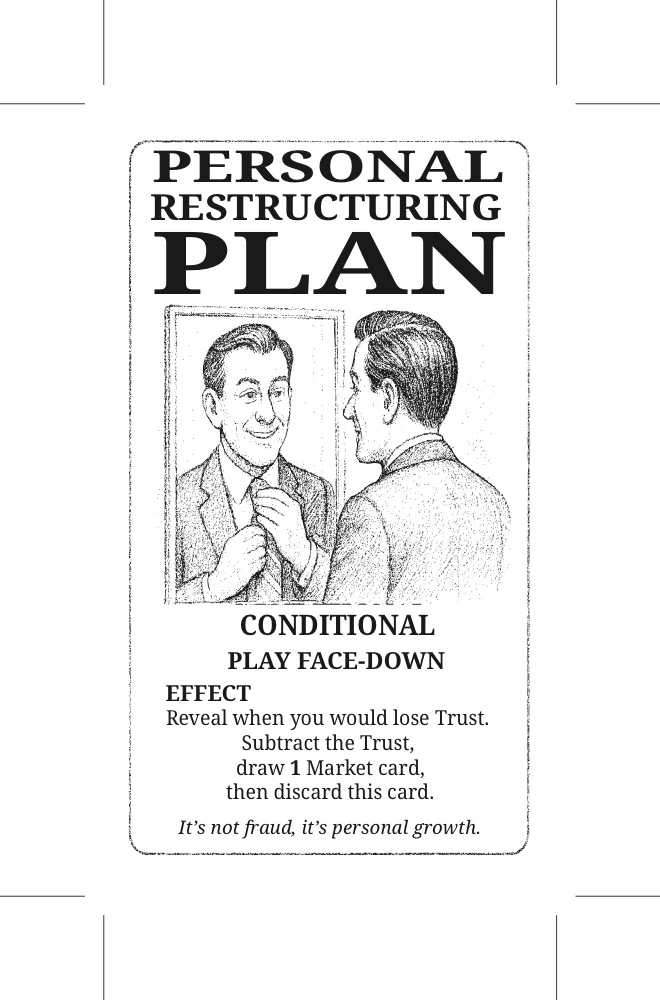 PERSONAL
RESTRUCTURING
PLAN
CONDITIONAL
PLAY FACE-DOWN
EFFECT
Reveal when you would lose Trust.
Subtract the Trust,
draw 1 Market card,
then discard this card.
It’s not fraud, it’s personal growth.